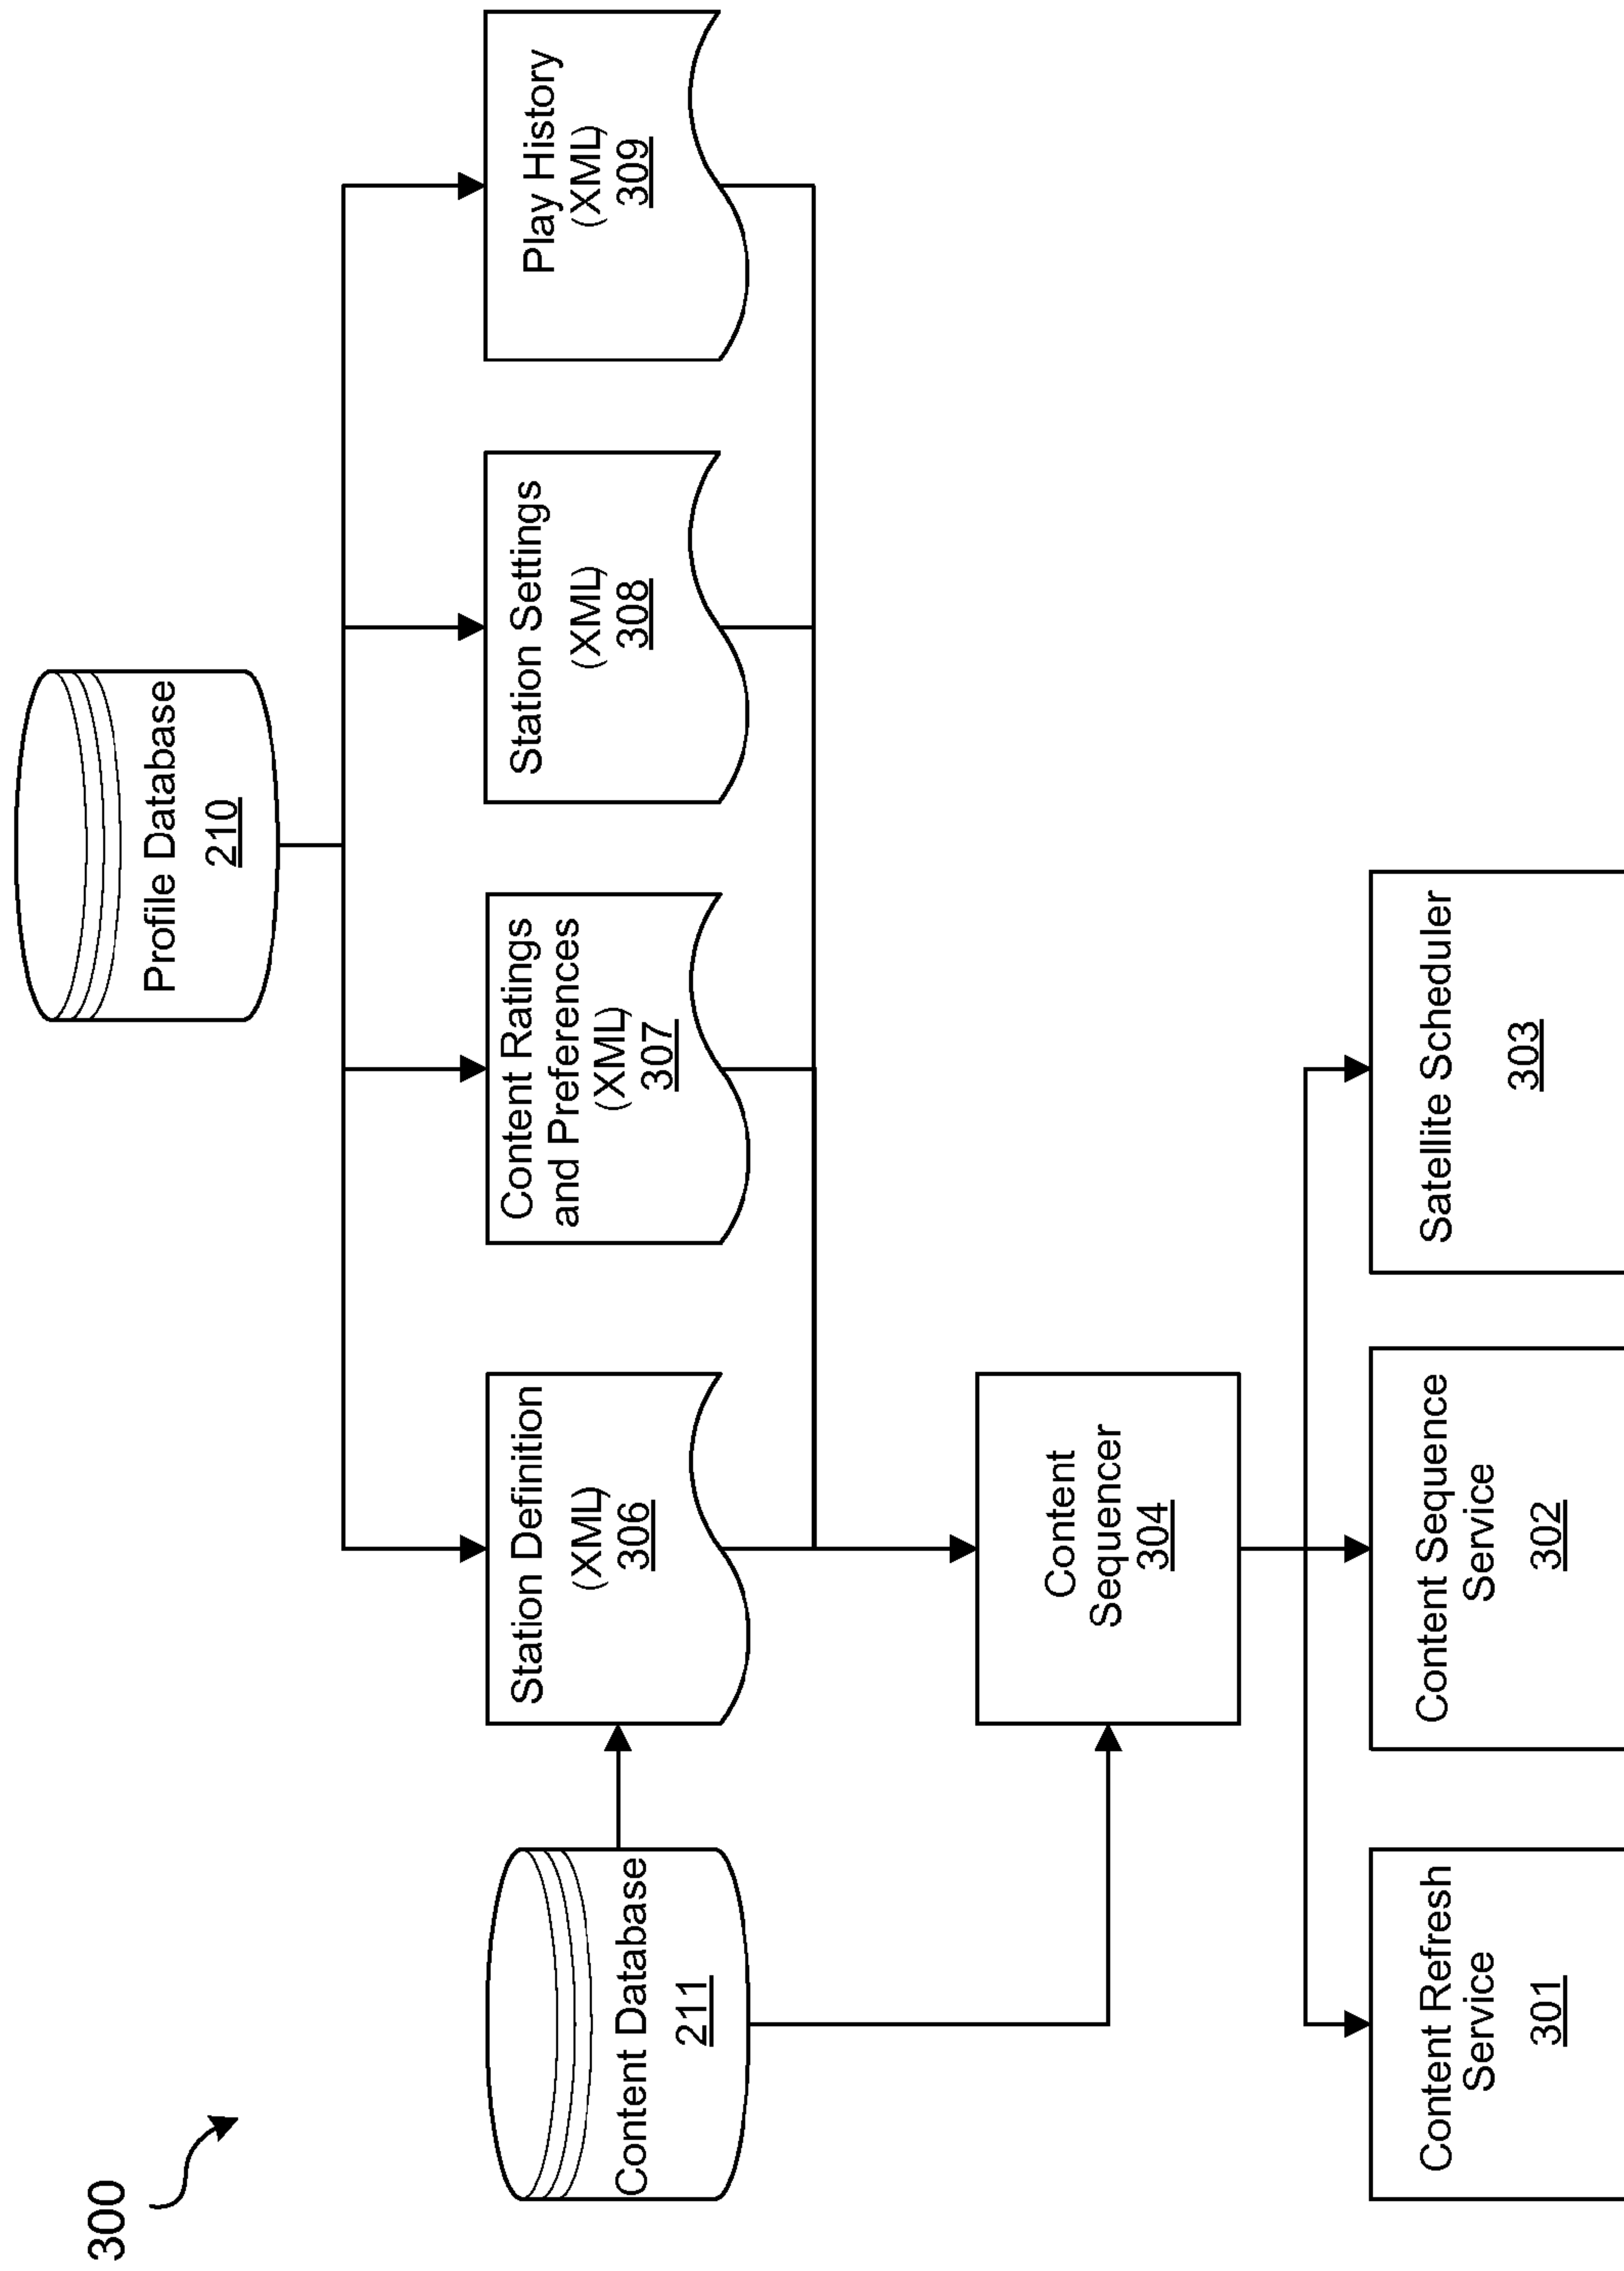 300
Profile Database
210
Content Database
211
Station Definition
(XML)
306
Content Ratings
and Preferences
(XML)
307
Station Settings
(XML)
308
Play History
(XML)
309
Content
Sequencer
304
Content Refresh
Service
301
Content Sequence
Service
302
Satellite Scheduler
303